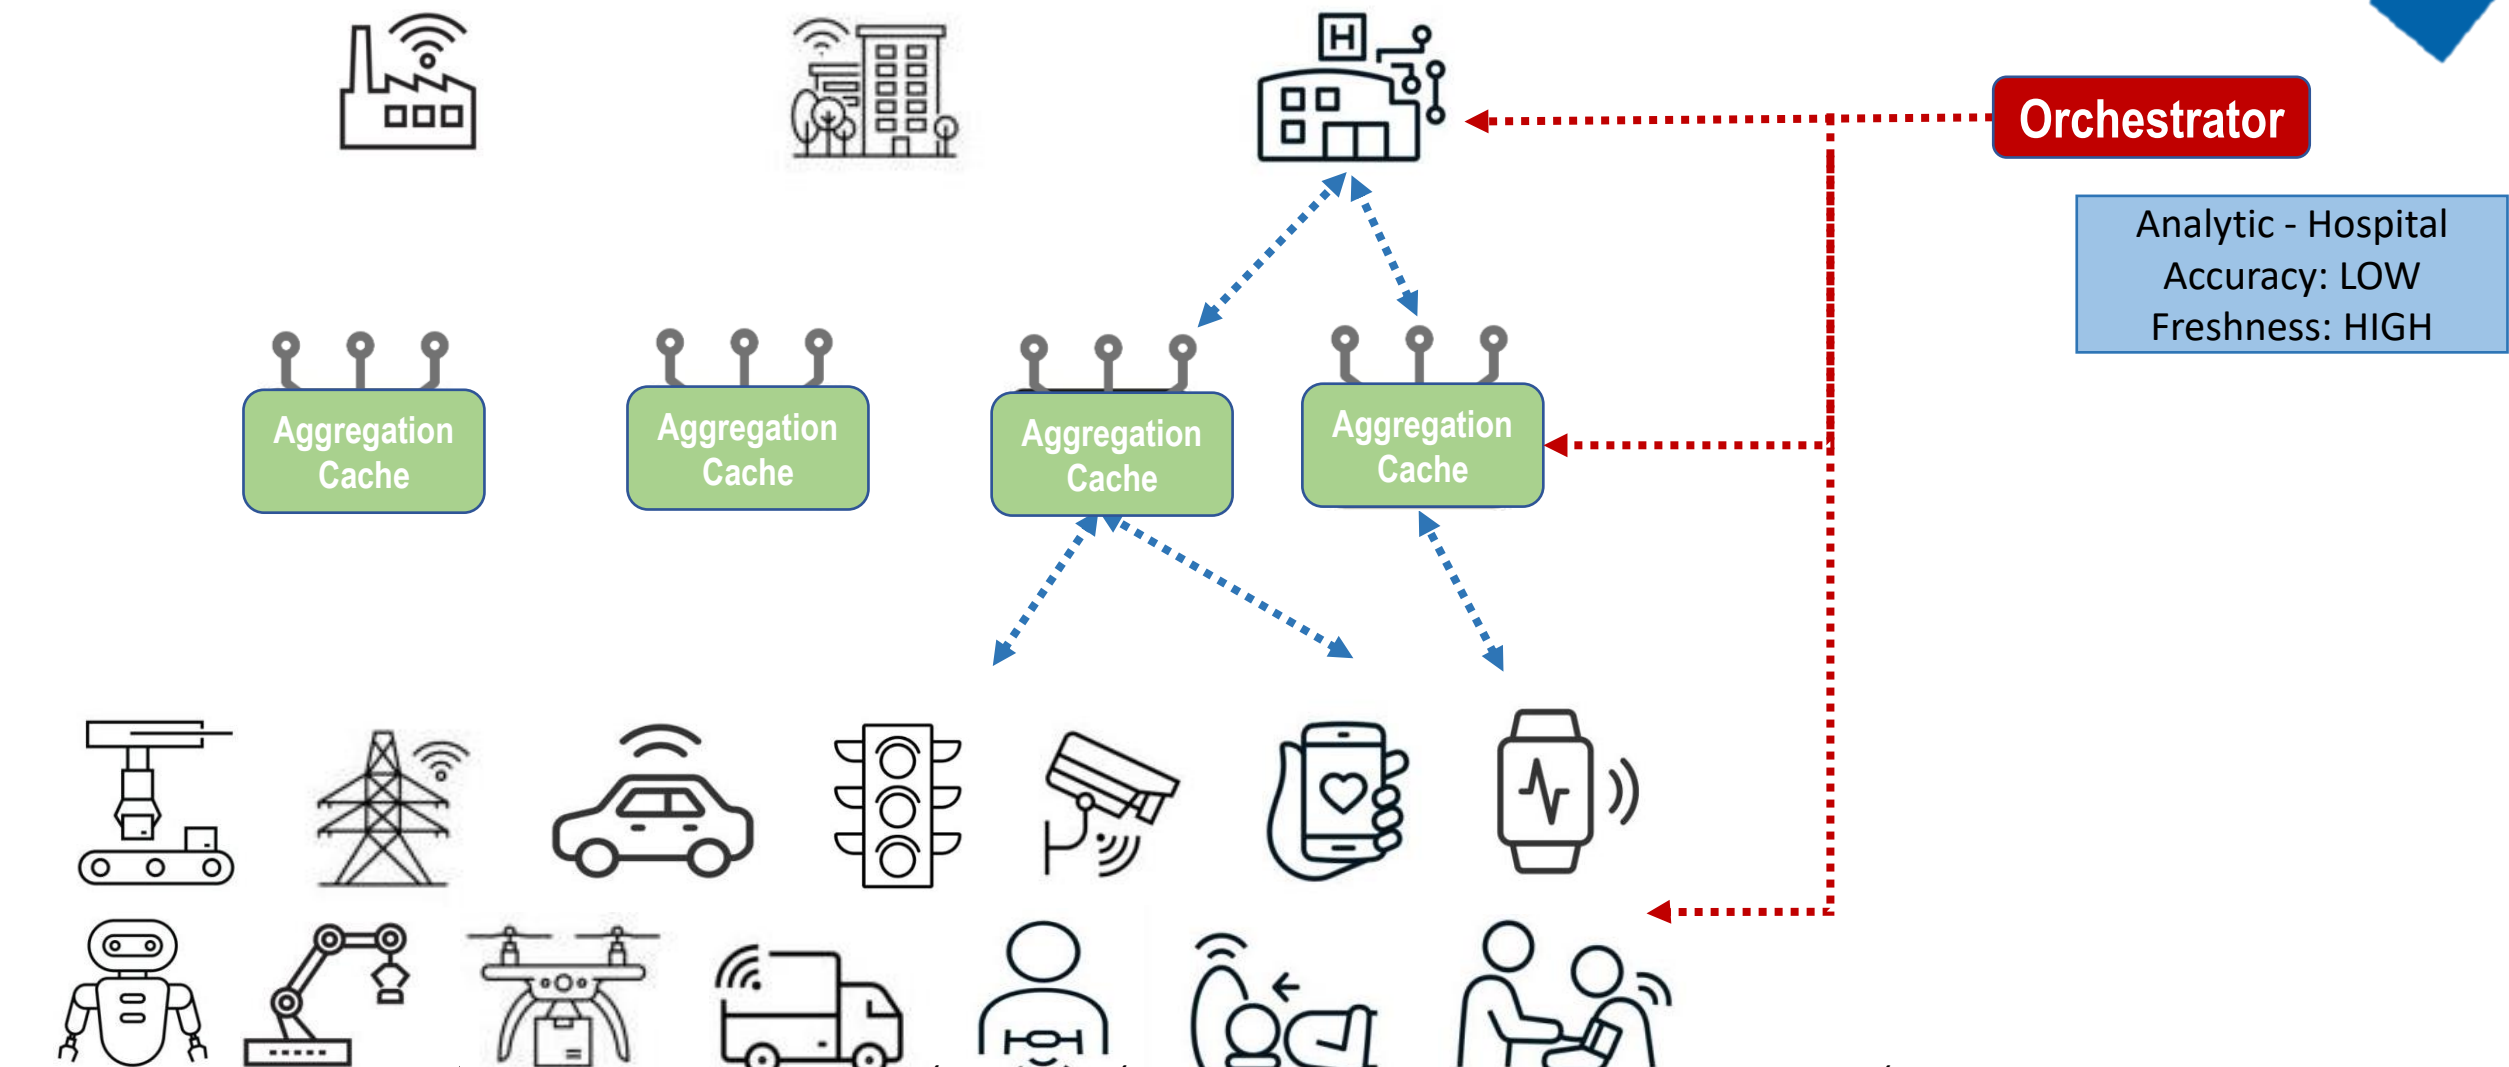 H
Orchestrator
Analytic - Hospital
Accuracy: LOW
Freshness: HIGH
Aggregation
Cache
Aggregation
Cache
Aggregation
Cache
Aggregation
Cache